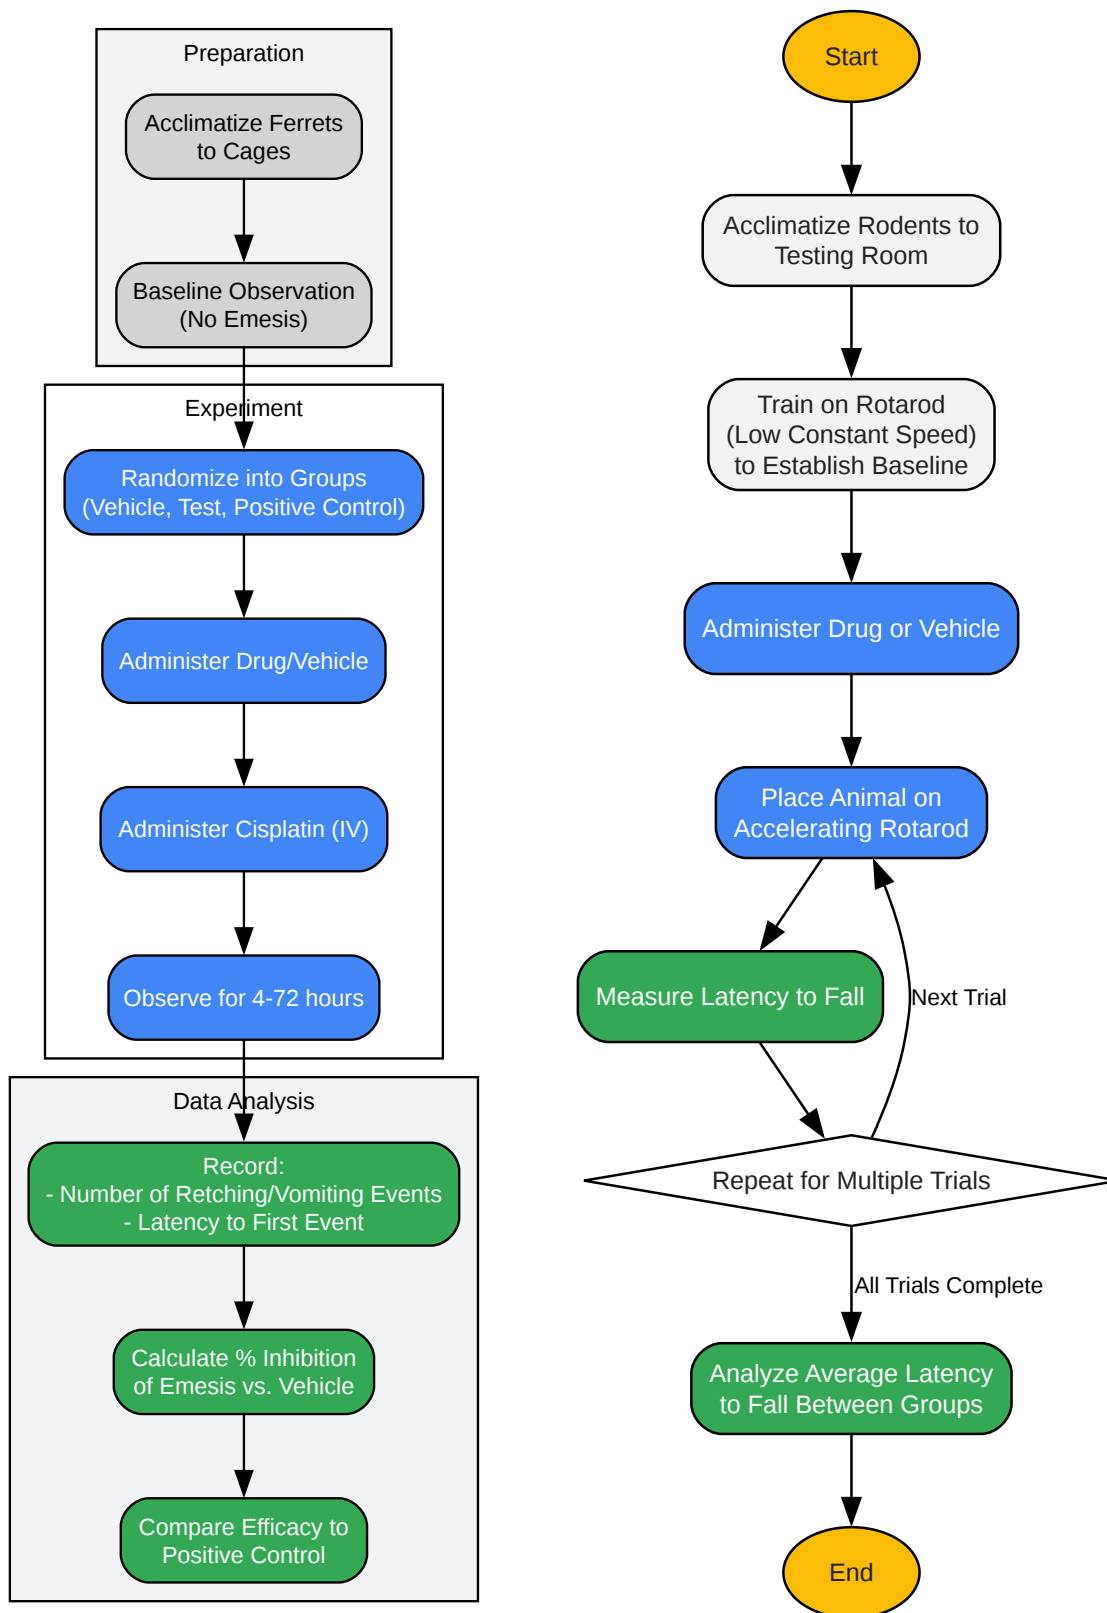 Preparation
Acclimatize Ferrets
to Cages
Baseline Observation
(No Emesis)
Experiment
Randomize into Groups
(Vehicle, Test, Positive Control)
Administer Drug/Vehicle
Administer Cisplatin (IV)
Observe for 4-72 hours
Data Analysis
Record:
- Number of Retching/Vomiting Events
- Latency to First Event
Calculate % Inhibition
of Emesis vs. Vehicle
Compare Efficacy to
Positive Control
Start
Acclimatize Rodents to
Testing Room
Train on Rotarod
(Low Constant Speed)
to Establish Baseline
Administer Drug or Vehicle
Place Animal on
Accelerating Rotarod
Measure Latency to Fall
Next Trial
Repeat for Multiple Trials
All Trials Complete
Analyze Average Latency
to Fall Between Groups
End